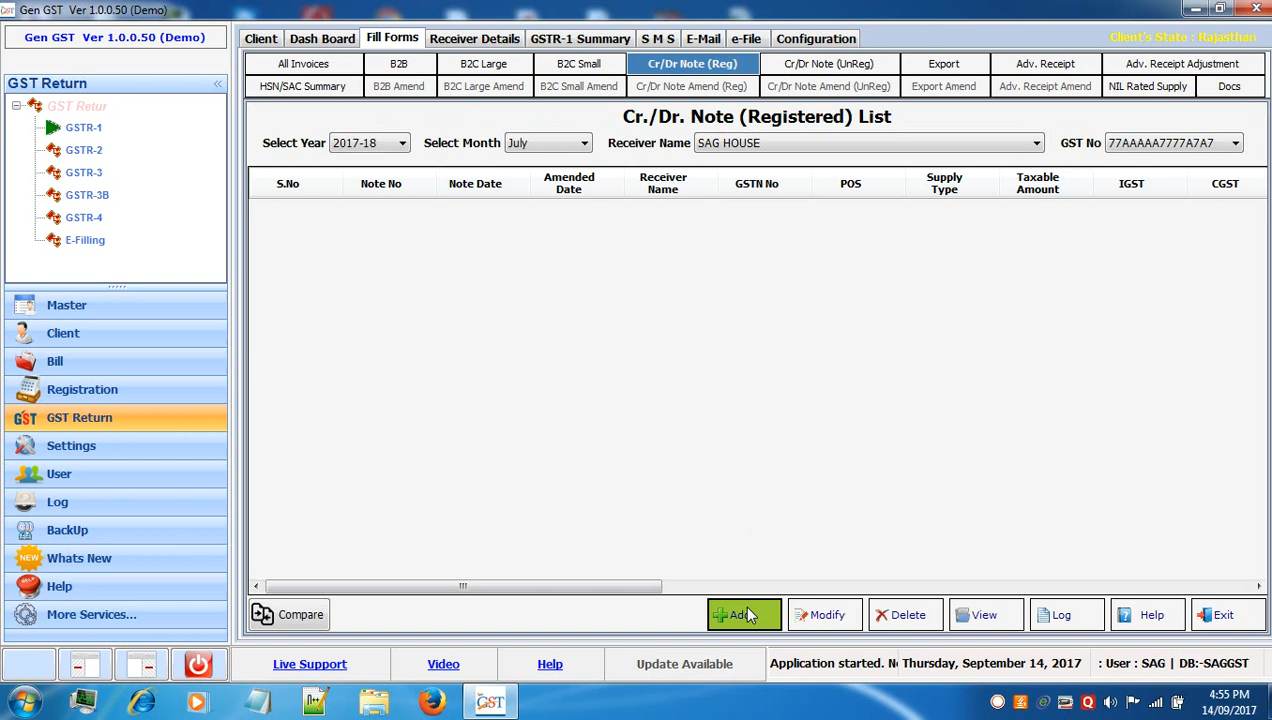 Gen GST Ver 1.0.0.50 (Demo)
Gen GST Ver 1.0.0.50 (Demo)
Client Dash Board Fill Forms Receiver Details GSTR-1 Summary S M S E-Mail e-File Configuration
Client's State : Rajasthan
All Invoices B2B B2C Large B2C Small Cr/Dr Note (Reg) Cr/Dr Note (UnReg) Export Adv. Receipt Adv. Receipt Adjustment
HSN/SAC Summary B2B Amend B2C Large Amend B2C Small Amend Cr/Dr Note Amend (Reg) Cr/Dr Note Amend (UnReg) Export Amend Adv. Receipt Amend NIL Rated Supply Docs
GST Return
GST Retur
GSTR-1
GSTR-2
GSTR-3
GSTR-3B
GSTR-4
E-Filling
Master
Client
Bill
Registration
GST Return
Settings
User
Log
BackUp
NEW Whats New
Help
More Services...
Cr./Dr. Note (Registered) List
Select Year 2017-18 Select Month July Receiver Name SAG HOUSE GST No 77AAAAA7777A7A7
S.No Note No Note Date Amended Date Receiver Name GSTN No POS Supply Type Taxable Amount IGST CGST
Compare Add Modify Delete View Log Help Exit
Live Support Video Help Update Available Application started. Thursday, September 14, 2017 : User : SAG | DB:-SAGGST
GST
4:55 PM
14/09/2017